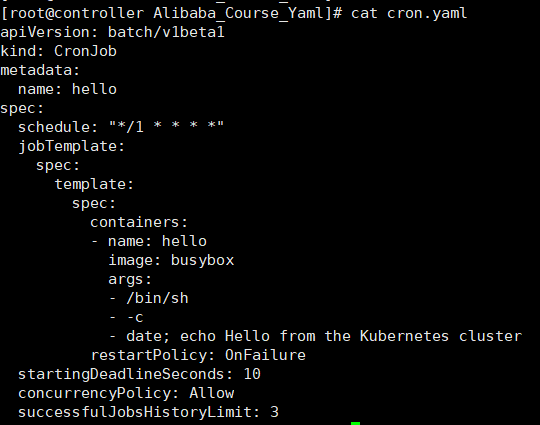 [root@controller Alibaba_Course_Yaml]# cat cron.yaml
apiVersion: batch/v1beta1
kind: CronJob
metadata:
  name: hello
spec:
  schedule: "*/1 * * * *"
  jobTemplate:
    spec:
      template:
        spec:
          containers:
          - name: hello
            image: busybox
            args:
            - /bin/sh
            - -c
            - date; echo Hello from the Kubernetes cluster
          restartPolicy: OnFailure
  startingDeadlineSeconds: 10
  concurrencyPolicy: Allow
  successfulJobsHistoryLimit: 3